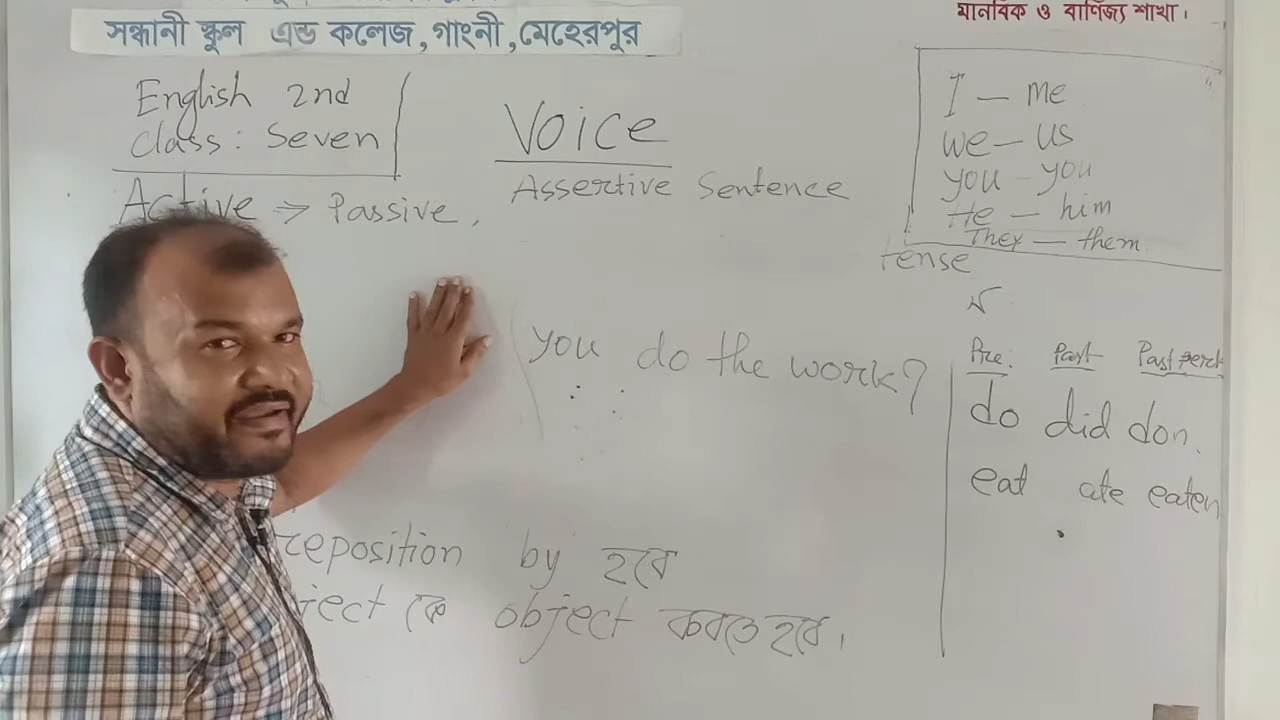 সন্ধানী স্কুল এন্ড কলেজ, গাংনী, মেহেরপুর
মানবিক ও বাণিজ্য শাখা।
English 2nd
class: Seven
Voice
Assertive Sentence
Active ⇒ Passive,
I — me
we — us
you - you
He — him
They — them
tense
you do the work?
Pre: Past
do did don.
eat ate eaten
reposition by হবে
ject কে object করতে হবে।